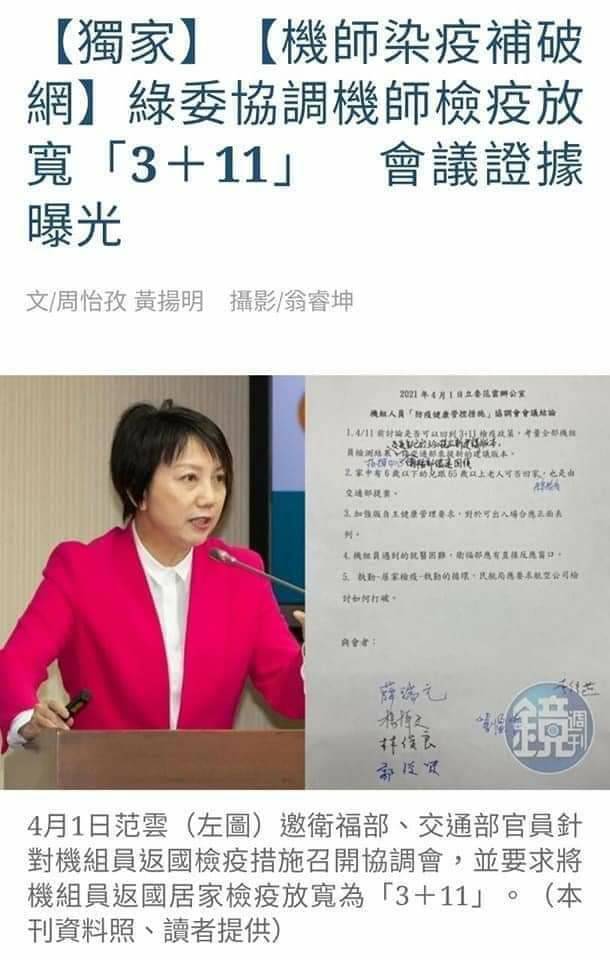 【獨家】【機師染疫補破
網】綠委協調機師檢疫放
寬「3＋11」 會議證據
曝光
文/周怡孜 黃揚明 攝影/翁睿坤
2021年4月1日立委范雲辦公室
機組人員「防疫健康管控措施」協調會會議結論
1. 4/11前討論是否可以回到3+11檢疫政策，考量全部機組
員檢測結果，
2. 家中有6歲以下幼兒跟65歲以上老人可否回家，也是由
交通部提案。
3. 加強版自主健康管理要求，對於可出入場合應正面表
列。
4. 機組員遇到的就醫困難，衛福部應有直接反應窗口。
5. 執勤-居家檢疫-執勤的循環，民航局應要求航空公司檢
討如何打破。
與會者：
薛瑞元
林俊良
鏡週刊
4月1日范雲（左圖）邀衛福部、交通部官員針
對機組員返國檢疫措施召開協調會，並要求將
機組員返國居家檢疫放寬為「3＋11」。（本
刊資料照、讀者提供）